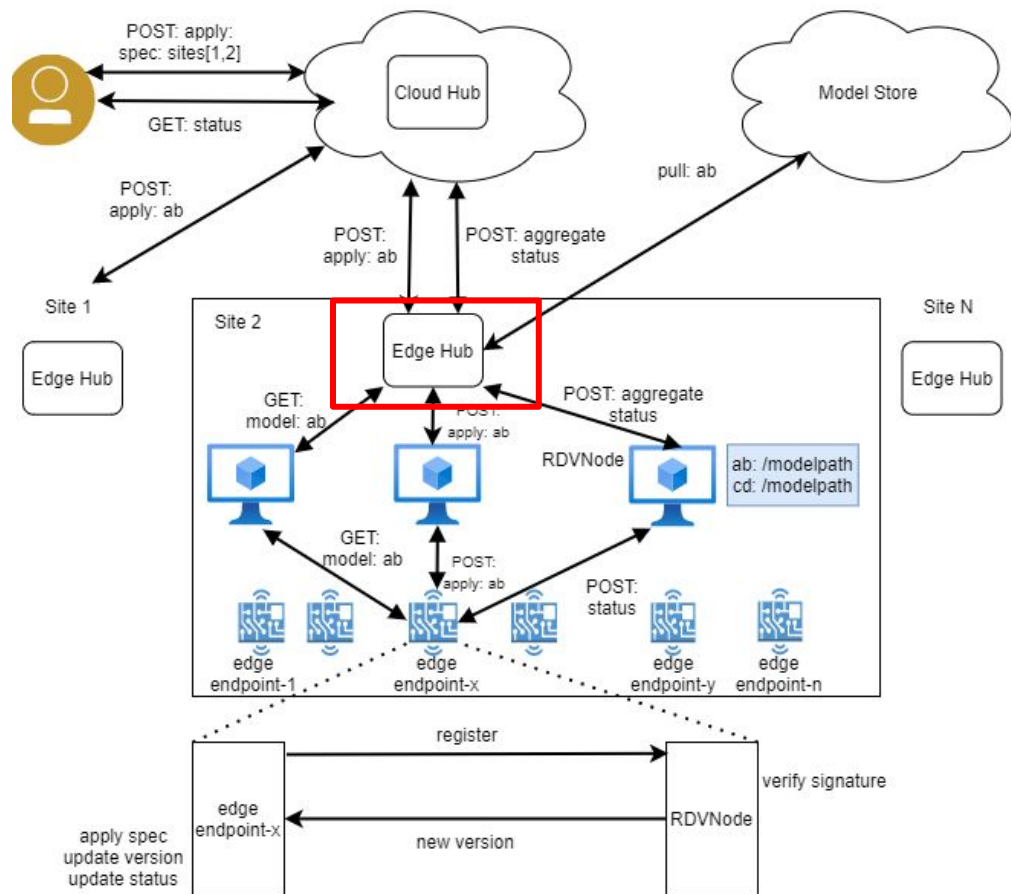 POST: apply:
spec: sites[1,2]
Cloud Hub
Model Store
GET: status
pull: ab
POST:
apply: ab
POST:
apply: ab
POST: aggregate
status
Site 1
Site 2
Site N
Edge Hub
Edge Hub
Edge Hub
GET:
model: ab
POST:
apply: ab
POST: aggregate
status
RDVNode
ab: /modelpath
cd: /modelpath
GET:
model: ab
POST:
apply: ab
POST:
status
edge
endpoint-1
edge
endpoint-x
edge
endpoint-y
edge
endpoint-n
register
verify signature
edge
endpoint-x
RDVNode
new version
apply spec
update version
update status